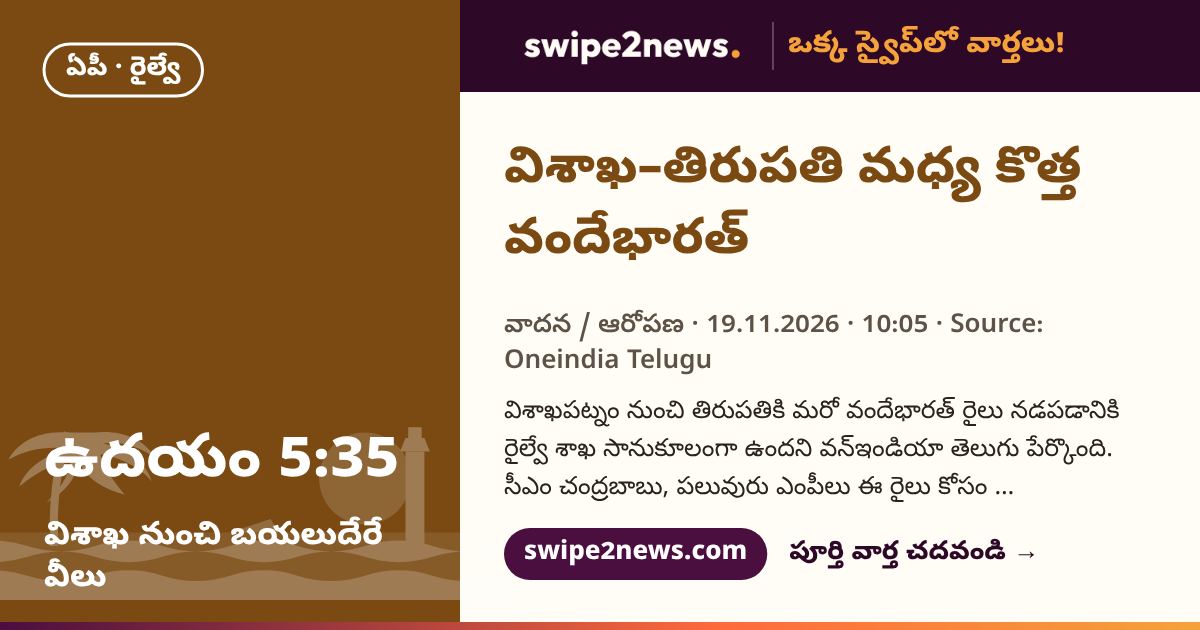 ఏపీ · రైల్వే
ఉదయం 5:35
విశాఖ నుంచి బయలుదేరే
వీలు
swipe2news.
ఒక్క స్వైప్‌లో వార్తలు!
విశాఖ–తిరుపతి మధ్య కొత్త
వందేభారత్
వాదన / ఆరోపణ · 19.11.2026 · 10:05 · Source:
Oneindia Telugu
విశాఖపట్నం నుంచి తిరుపతికి మరో వందేభారత్ రైలు నడపడానికి
రైల్వే శాఖ సానుకూలంగా ఉందని వన్ఇండియా తెలుగు పేర్కొంది.
సీఎం చంద్రబాబు, పలువురు ఎంపీలు ఈ రైలు కోసం ...
swipe2news.com
పూర్తి వార్త చదవండి →